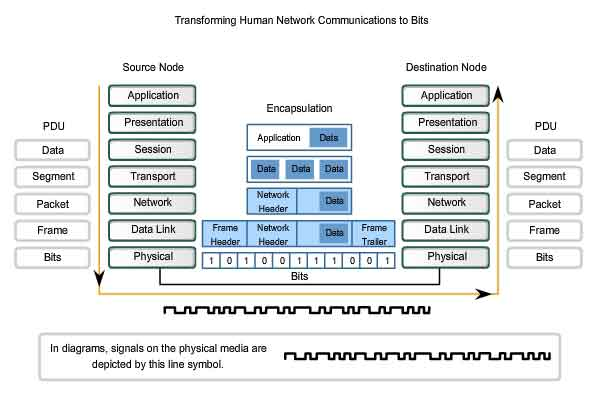 Transforming Human Network Communications to Bits
Source Node
Destination Node
Application
Presentation
Session
Transport
Network
Data Link
Physical
PDU
Data
Segment
Packet
Frame
Bits
Encapsulation
Application Data
Data Data Data
Network
Header
Data
Frame
Header
Network
Header
Data
Frame
Trailer
1 0 1 0 1 1 1 1 0 0 1
Bits
Application
Presentation
Session
Transport
Network
Data Link
Physical
PDU
Data
Segment
Packet
Frame
Bits
In diagrams, signals on the physical media are
depicted by this line symbol.